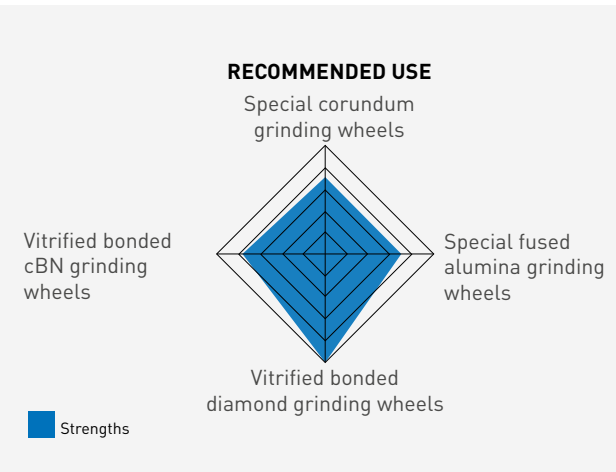 RECOMMENDED USE
Special corundum
grinding wheels
Vitrified bonded
cBN grinding
wheels
Special fused
alumina grinding
wheels
Vitrified bonded
diamond grinding wheels
Strengths